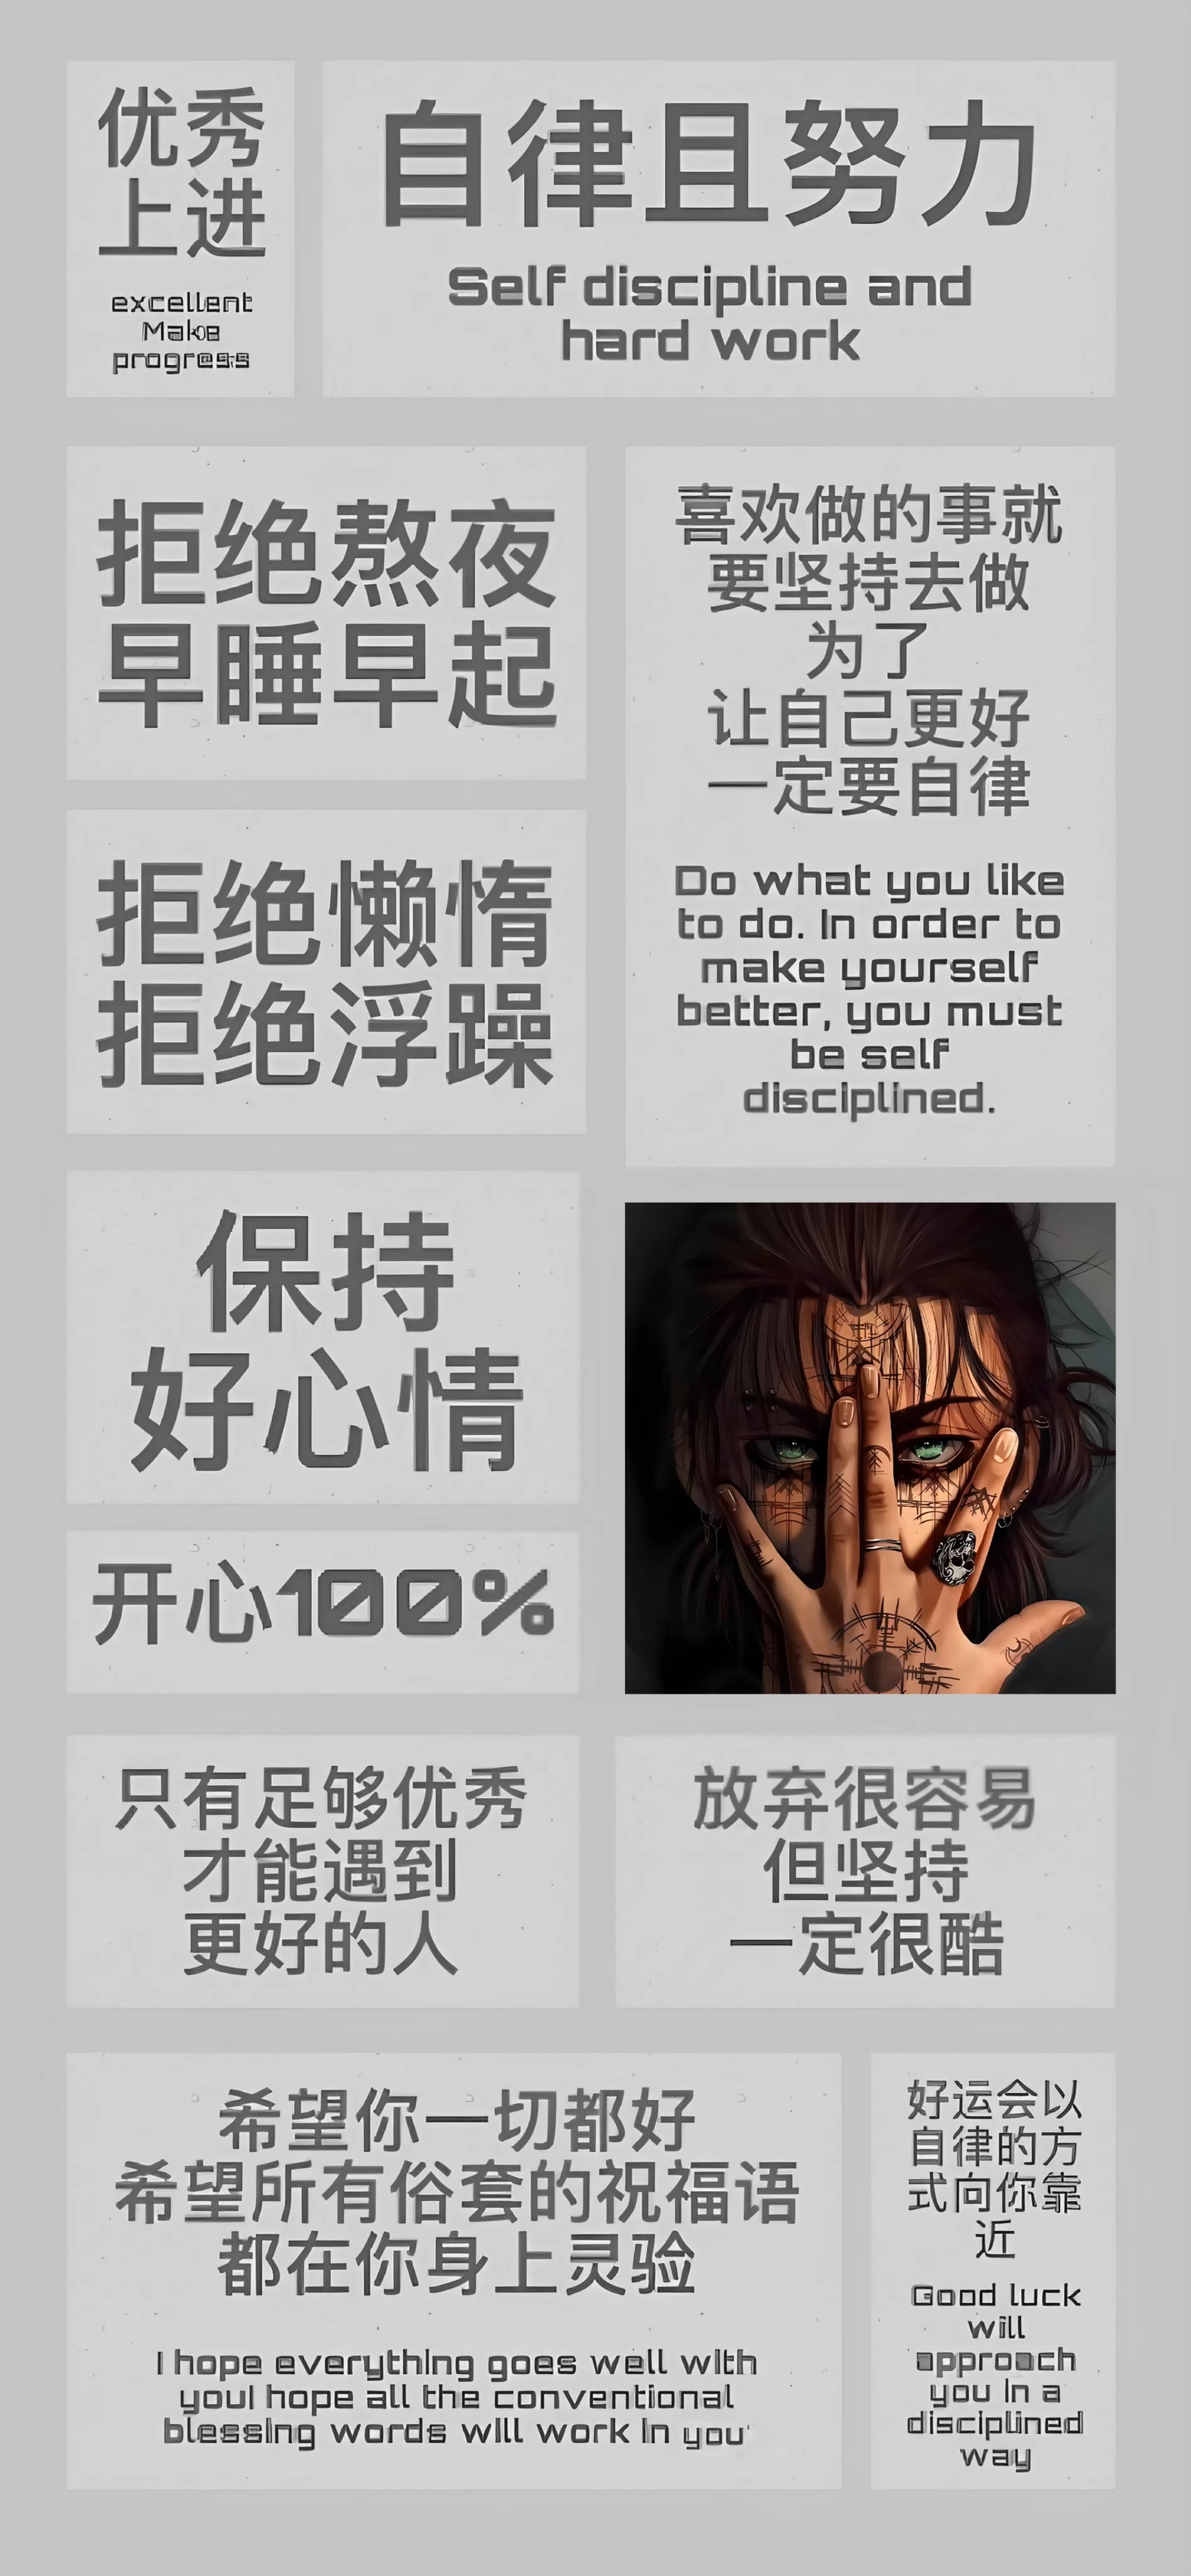 优秀
上进
excellent
Make
progress
自律且努力
Self discipline and
hard work
拒绝熬夜
早睡早起
喜欢做的事就
要坚持去做
为了
让自己更好
一定要自律
Do what you like
to do. In order to
make yourself
better, you must
be self
disciplined.
拒绝懒惰
拒绝浮躁
保持
好心情
开心100%
只有足够优秀
才能遇到
更好的人
放弃很容易
但坚持
一定很酷
希望你一切都好
希望所有俗套的祝福语
都在你身上灵验
I hope everything goes well with
youI hope all the conventional
blessing words will work in you'
好运会以
自律的方
式向你靠
近
Good luck
will
approach
you in a
disciplined
way